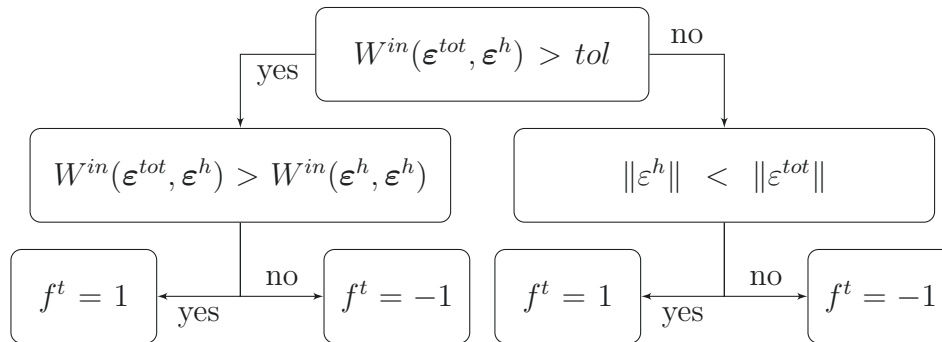 W^{in}(ε^{tot}, ε^h) > tol
yes
no
W^{in}(ε^{tot}, ε^h) > W^{in}(ε^h, ε^h)
‖ε^h‖ < ‖ε^{tot}‖
f^t = 1
yes
no
f^t = −1
f^t = 1
yes
no
f^t = −1